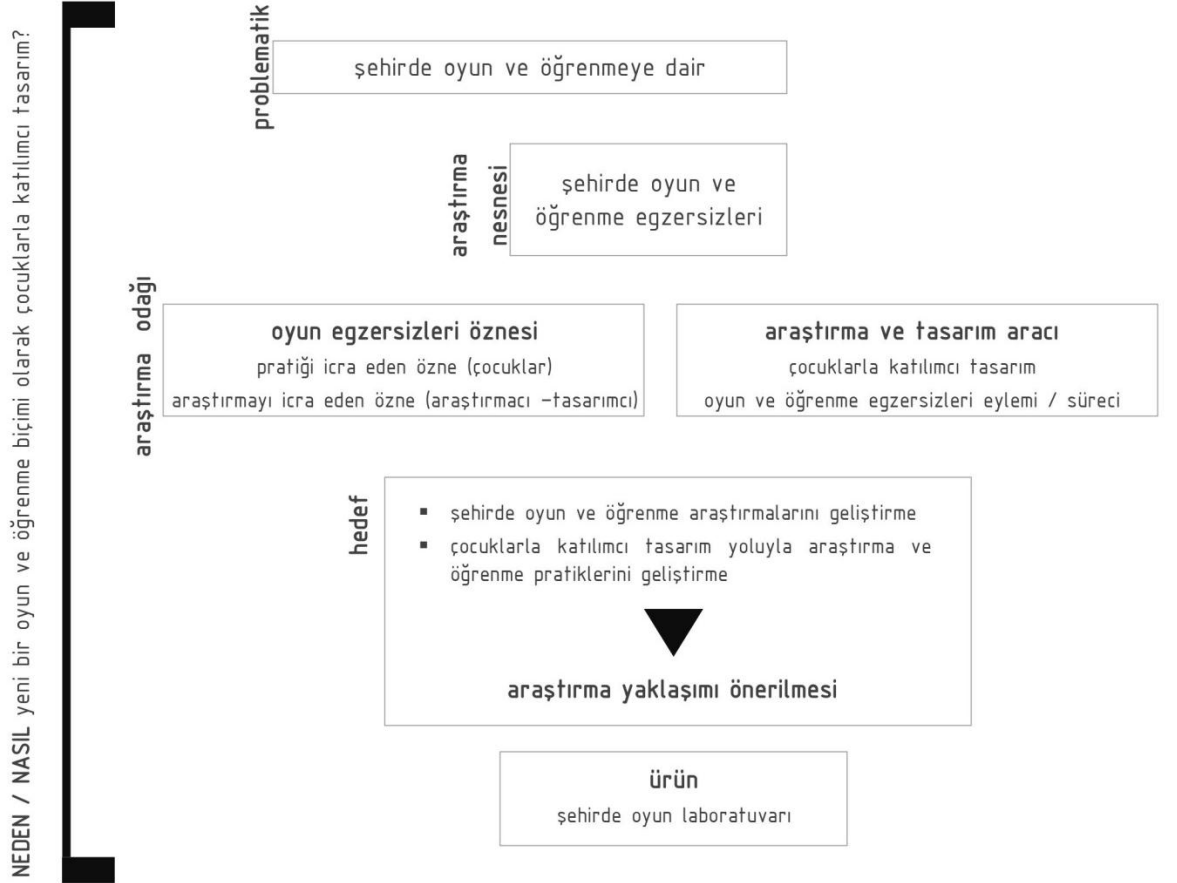 NEDEN / NASIL yeni bir oyun ve öğrenme biçimi olarak çocuklarla katılımcı tasarım?
problematik
şehirde oyun ve öğrenmeye dair
araştırma
nesnesi
şehirde oyun ve
öğrenme egzersizleri
araştırma odağı
oyun egzersizleri öznesi
pratiği icra eden özne (çocuklar)
araştırmayı icra eden özne (araştırmacı –tasarımcı)
araştırma ve tasarım aracı
çocuklarla katılımcı tasarım
oyun ve öğrenme egzersizleri eylemi / süreci
hedef
▪ şehirde oyun ve öğrenme araştırmalarını geliştirme
▪ çocuklarla katılımcı tasarım yoluyla araştırma ve
öğrenme pratiklerini geliştirme
araştırma yaklaşımı önerilmesi
ürün
şehirde oyun laboratuvarı